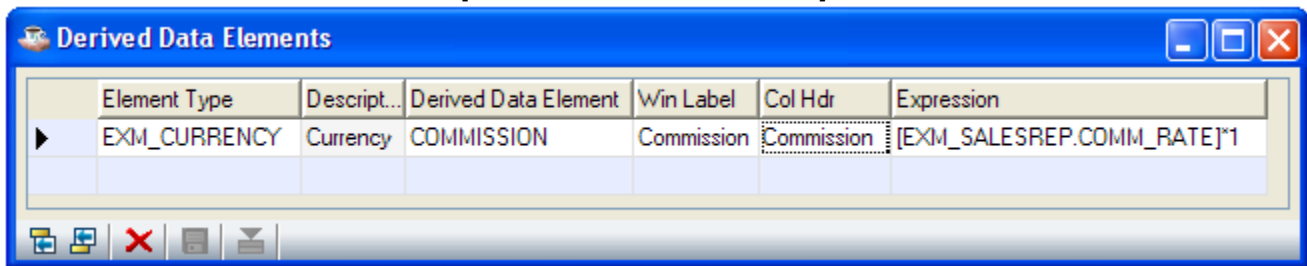 Derived Data Elements
Element Type Descript... Derived Data Element Win Label Col Hdr Expression
EXM_CURRENCY Currency COMMISSION Commission Commission [EXM_SALESREP.COMM_RATE]*1